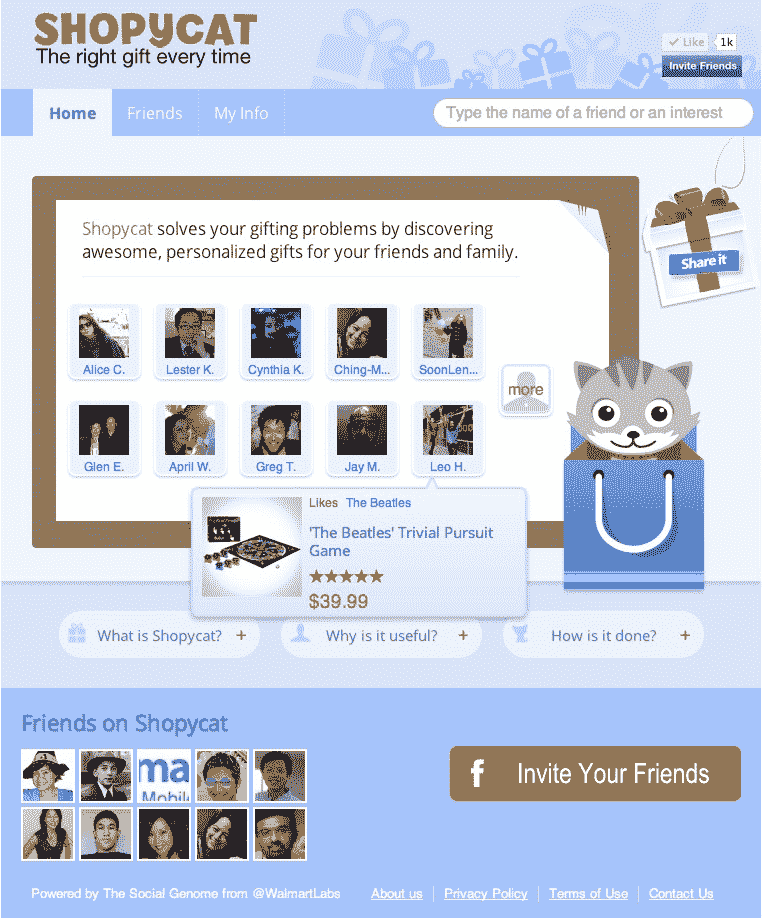 SHOPYCAT
The right gift every time
Like 1k
Invite Friends
Home Friends My Info
Type the name of a friend or an interest
Shopycat solves your gifting problems by discovering
awesome, personalized gifts for your friends and family.
Share it
Alice C. Lester K. Cynthia K. Ching-M... SoonLen...
more
Glen E. April W. Greg T. Jay M. Leo H.
Likes The Beatles
'The Beatles' Trivial Pursuit
Game
$39.99
What is Shopycat? + Why is it useful? + How is it done? +
Friends on Shopycat
ma
Mobile
f Invite Your Friends
Powered by The Social Genome from @WalmartLabs About us Privacy Policy Terms of Use Contact Us